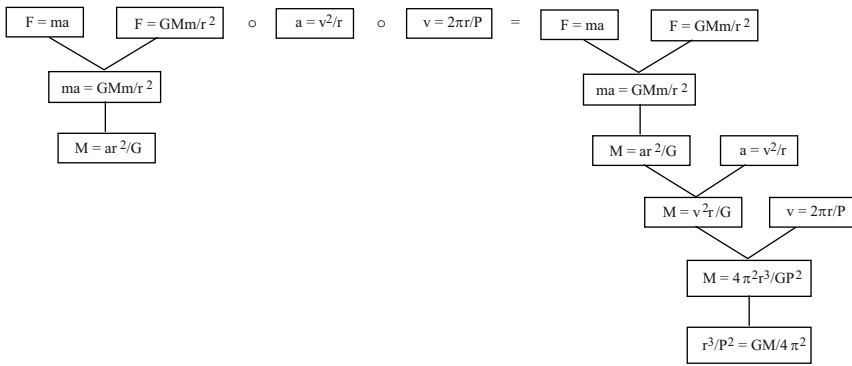 F = ma F = GMm/r² ○ a = v²/r ○ v = 2πr/P = F = ma F = GMm/r²
ma = GMm/r² ma = GMm/r²
M = ar²/G M = ar²/G a = v²/r
M = v²r/G v = 2πr/P
M = 4π²r³/GP²
r³/P² = GM/4π²